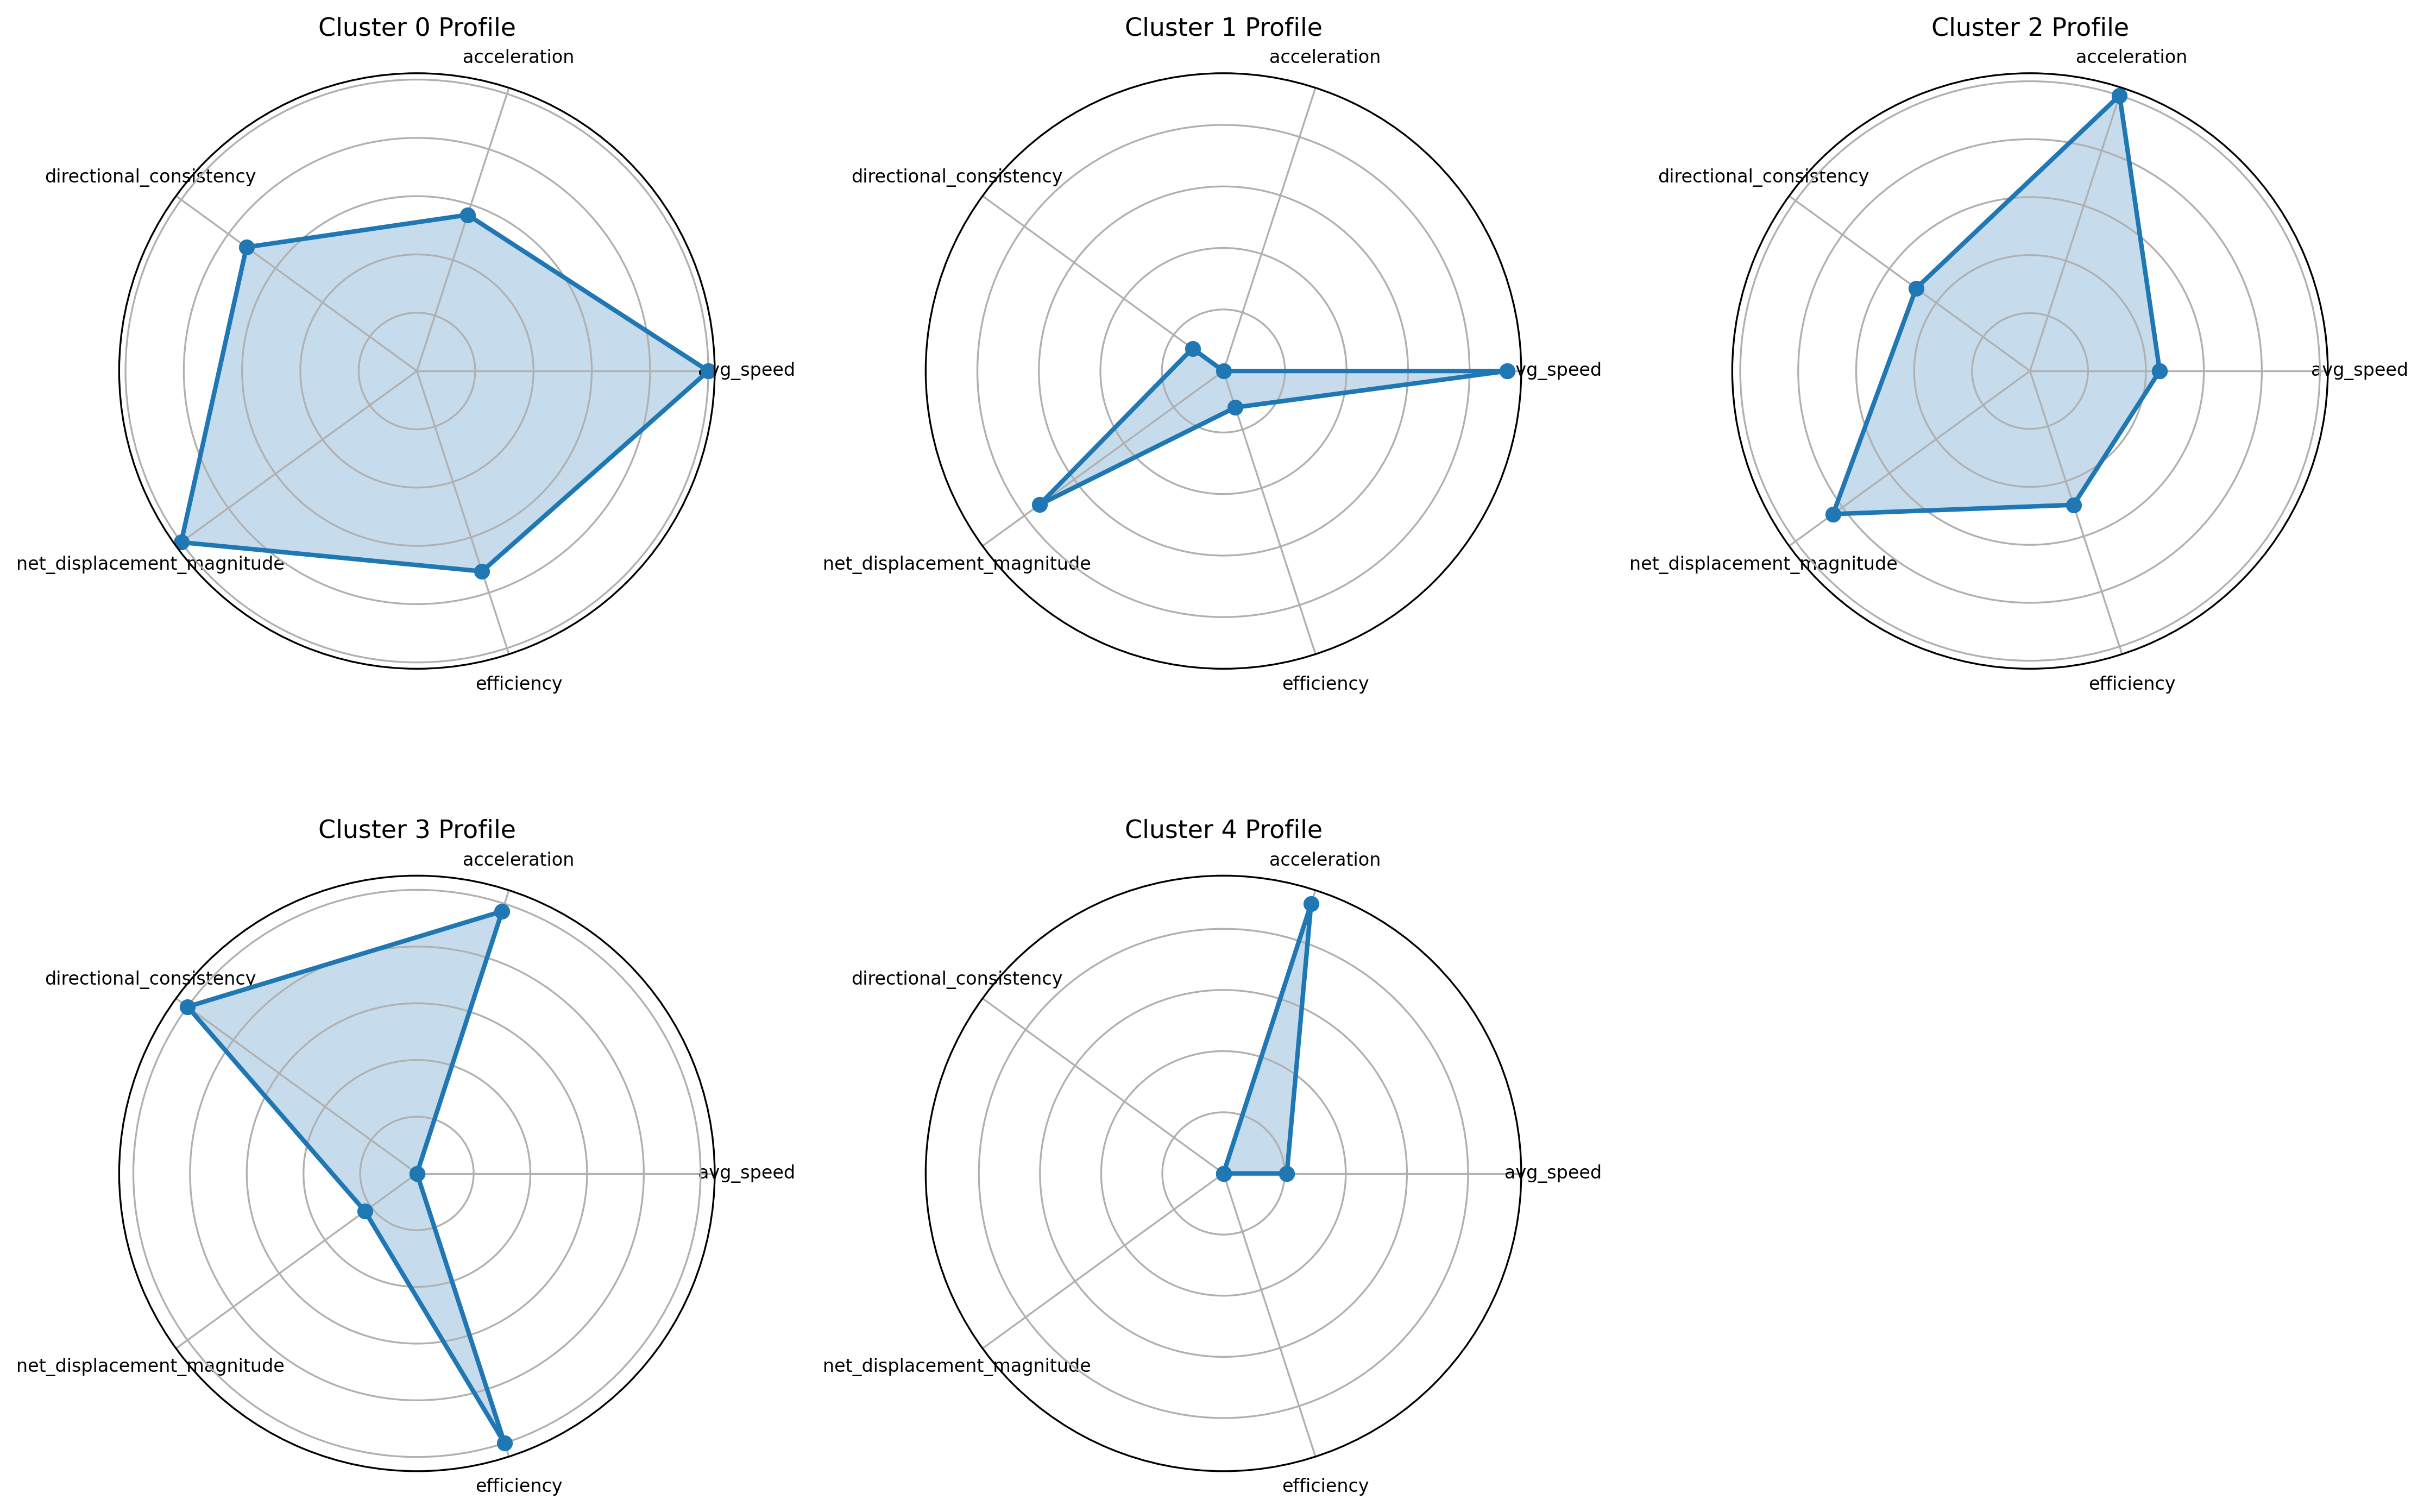 Cluster 0 Profile
acceleration
directional_consistency
avg_speed
net_displacement_magnitude
efficiency
Cluster 1 Profile
acceleration
directional_consistency
avg_speed
net_displacement_magnitude
efficiency
Cluster 2 Profile
acceleration
directional_consistency
avg_speed
net_displacement_magnitude
efficiency
Cluster 3 Profile
acceleration
directional_consistency
avg_speed
net_displacement_magnitude
efficiency
Cluster 4 Profile
acceleration
directional_consistency
avg_speed
net_displacement_magnitude
efficiency